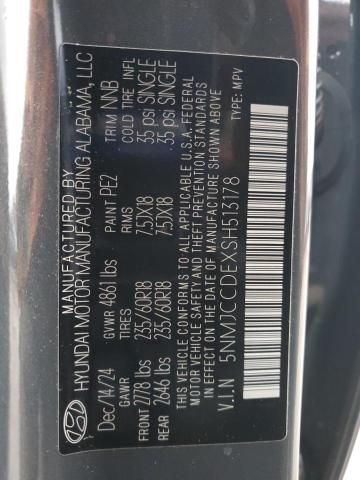 MANUFACTURED BY
HYUNDAI MOTOR MANUFACTURING ALABAMA, LLC
Dec/14/24 GVWR 4861 lbs PAINT PE2 TRIM NNB
GAWR TIRES RIMS COLD TIRE INFL
FRONT 2778 lbs 235/60R18 7.5JX18 35 psi SINGLE
REAR 2646 lbs 235/60R18 7.5JX18 35 psi SINGLE
THIS VEHICLE CONFORMS TO ALL APPLICABLE U.S.A. FEDERAL
MOTOR VEHICLE SAFETY AND THEFT PREVENTION
STANDARDS IN EFFECT ON THE DATE OF MANUFACTURE SHOWN ABOVE
V.I.N 5NMJCCDEXSH513178 TYPE: MPV